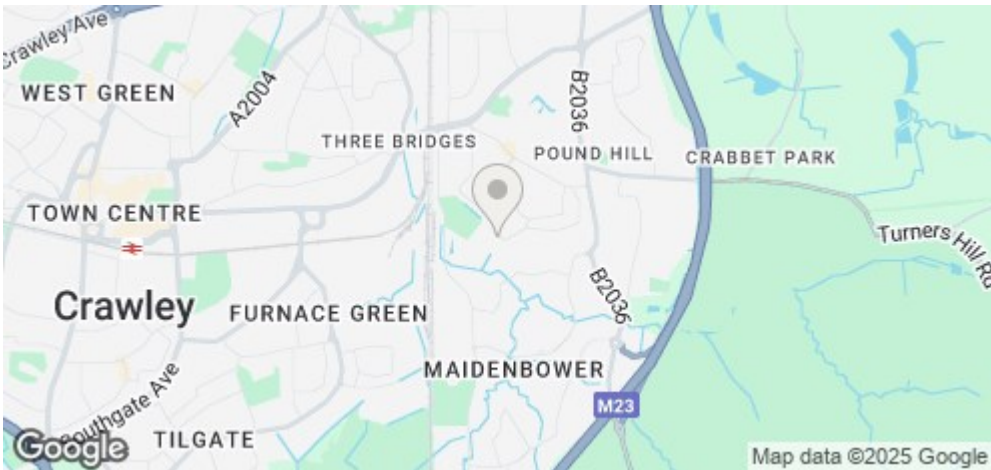 Crawley Ave
WEST GREEN
A2004
B2036
THREE BRIDGES
POUND HILL
CRABBET PARK
TOWN CENTRE
Turners Hill Rd
Crawley
FURNACE GREEN
B2036
MAIDENBOWER
M23
Southgate Ave
TILGATE
Google
Map data ©2025 Google